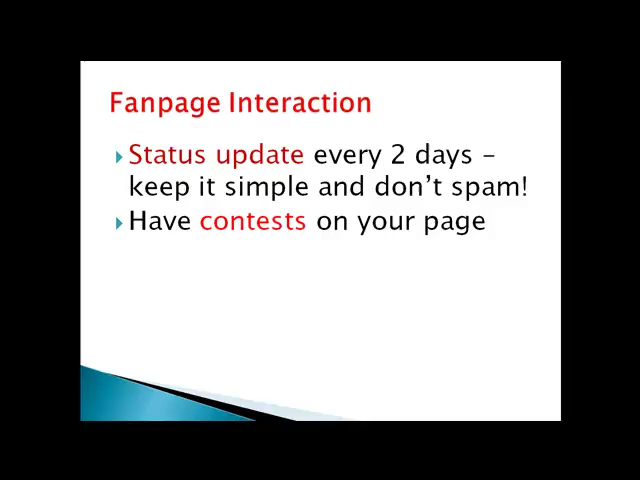 Fanpage Interaction
Status update every 2 days –
keep it simple and don’t spam!
Have contests on your page